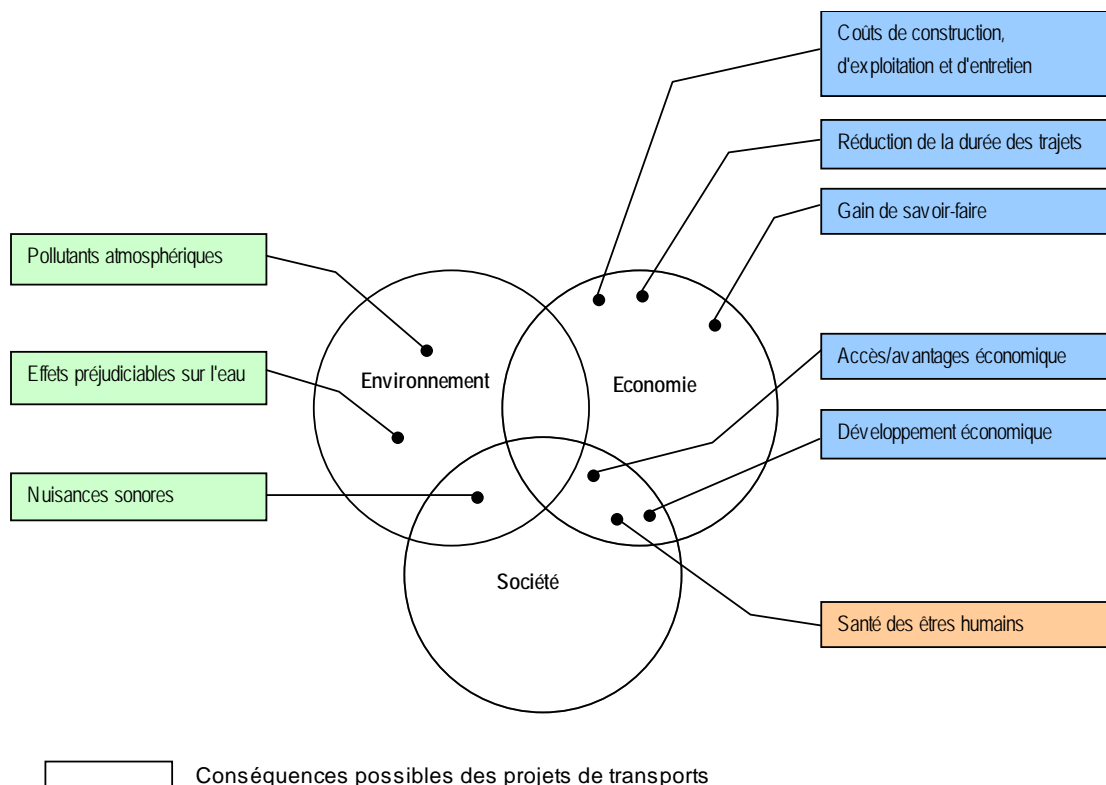 Coûts de construction,
d'exploitation et d'entretien
Réduction de la durée des trajets
Gain de savoir-faire
Pollutants atmosphériques
Effets préjudiciables sur l'eau
Environnement
Economie
Accès/avantages économique
Développement économique
Nuisances sonores
Société
Santé des êtres humains
Conséquences possibles des projets de transports